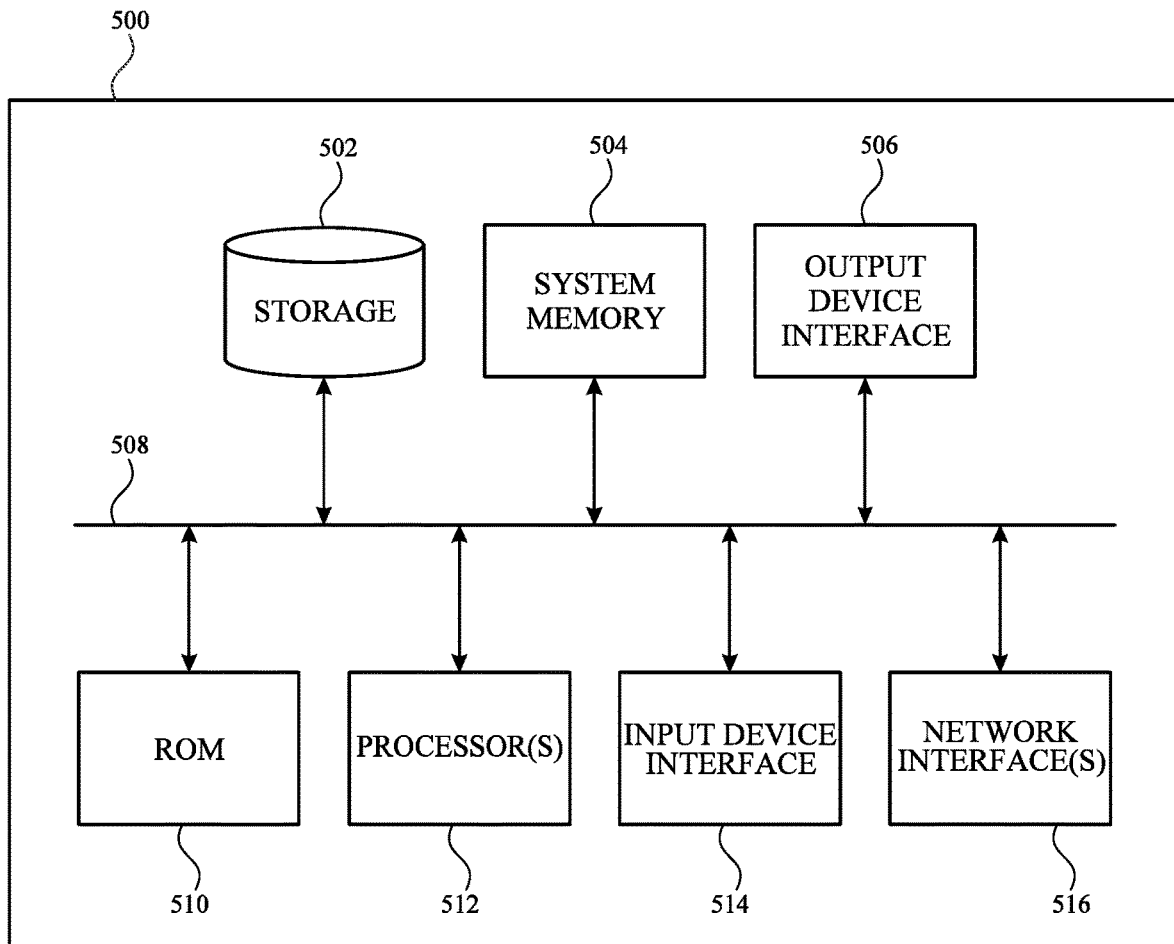 500
502
504
506
STORAGE
SYSTEM
MEMORY
OUTPUT
DEVICE
INTERFACE
508
ROM
PROCESSOR(S)
INPUT DEVICE
INTERFACE
NETWORK
INTERFACE(S)
510
512
514
516